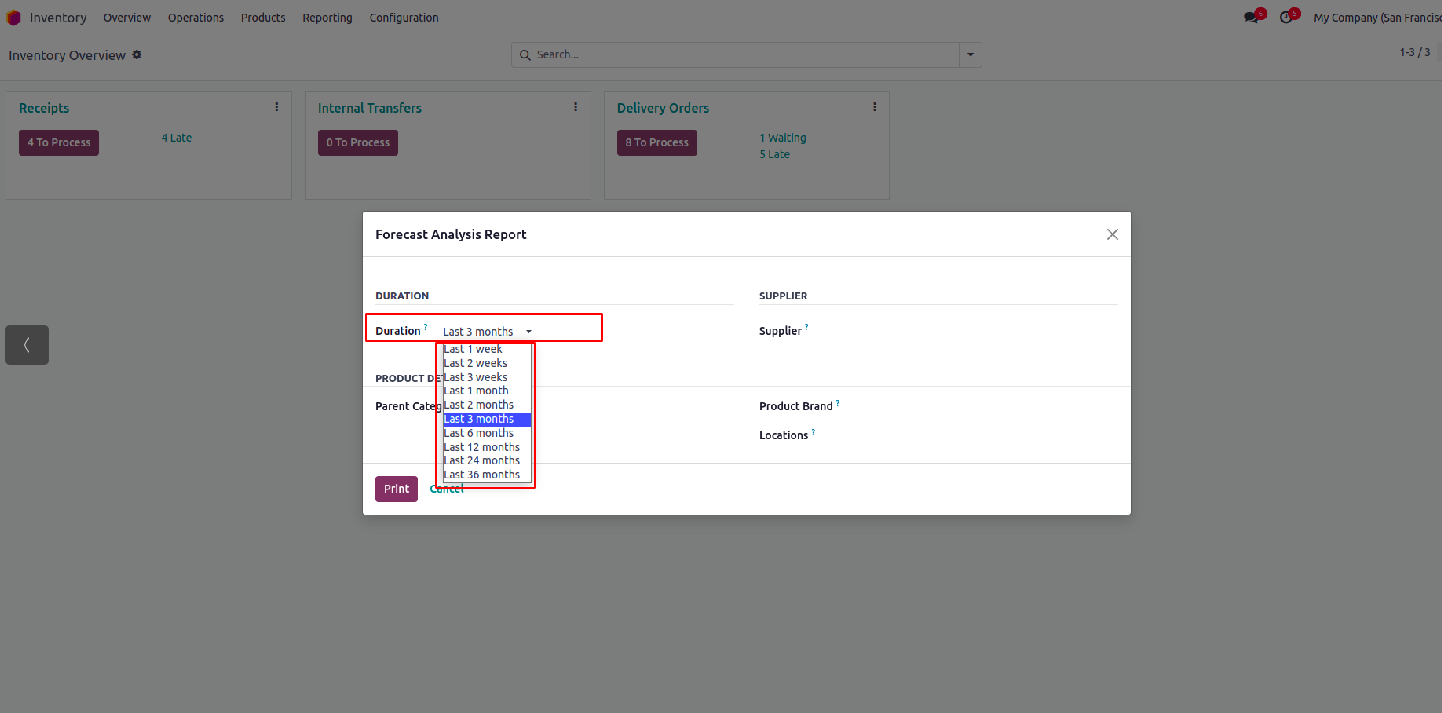 Inventory Overview Operations Products Reporting Configuration 5 5 My Company (San Francisc
Inventory Overview Search... 1-3 / 3
Receipts Internal Transfers Delivery Orders
4 To Process 4 Late 0 To Process 8 To Process 1 Waiting
5 Late
Forecast Analysis Report
DURATION SUPPLIER
Duration ? Last 3 months Supplier ?
Last 1 week
Last 2 weeks
Last 3 weeks
PRODUCT DE
Last 1 month
Last 2 months
Parent Categ Product Brand ?
Last 3 months
Last 6 months Locations ?
Last 12 months
Last 24 months
Last 36 months
Print Cancel